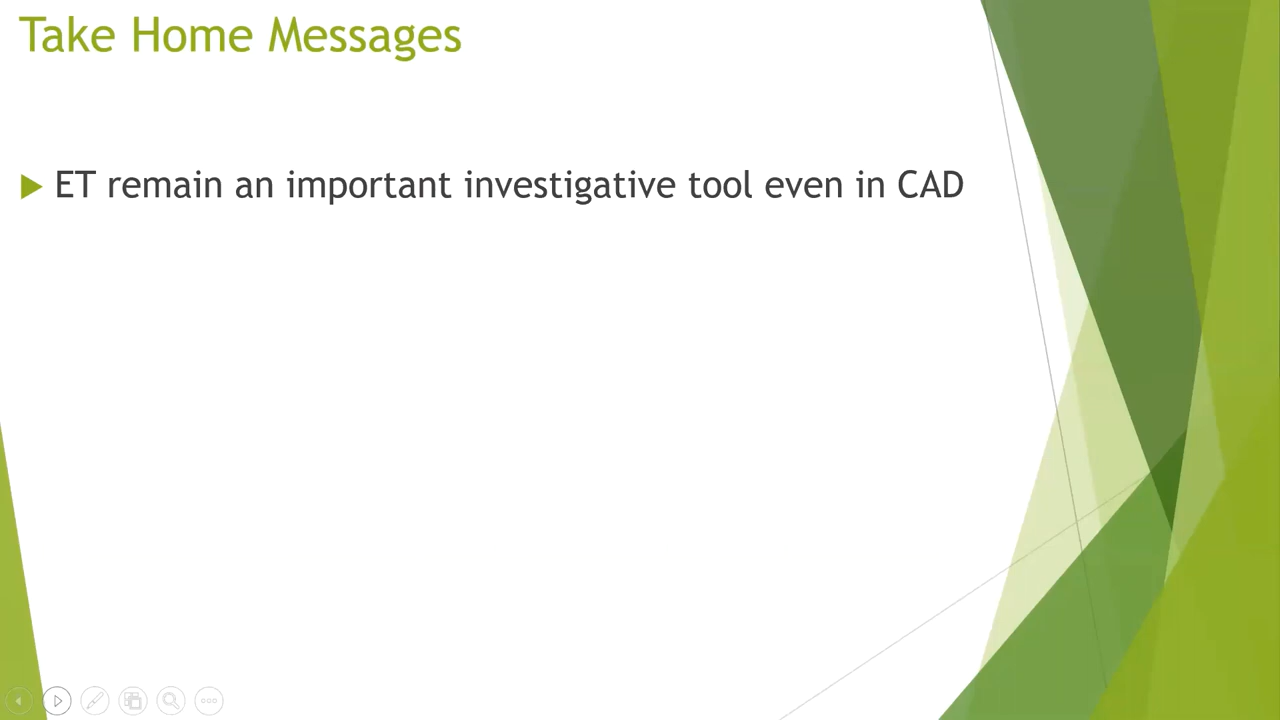 Take Home Messages
ET remain an important investigative tool even in CAD